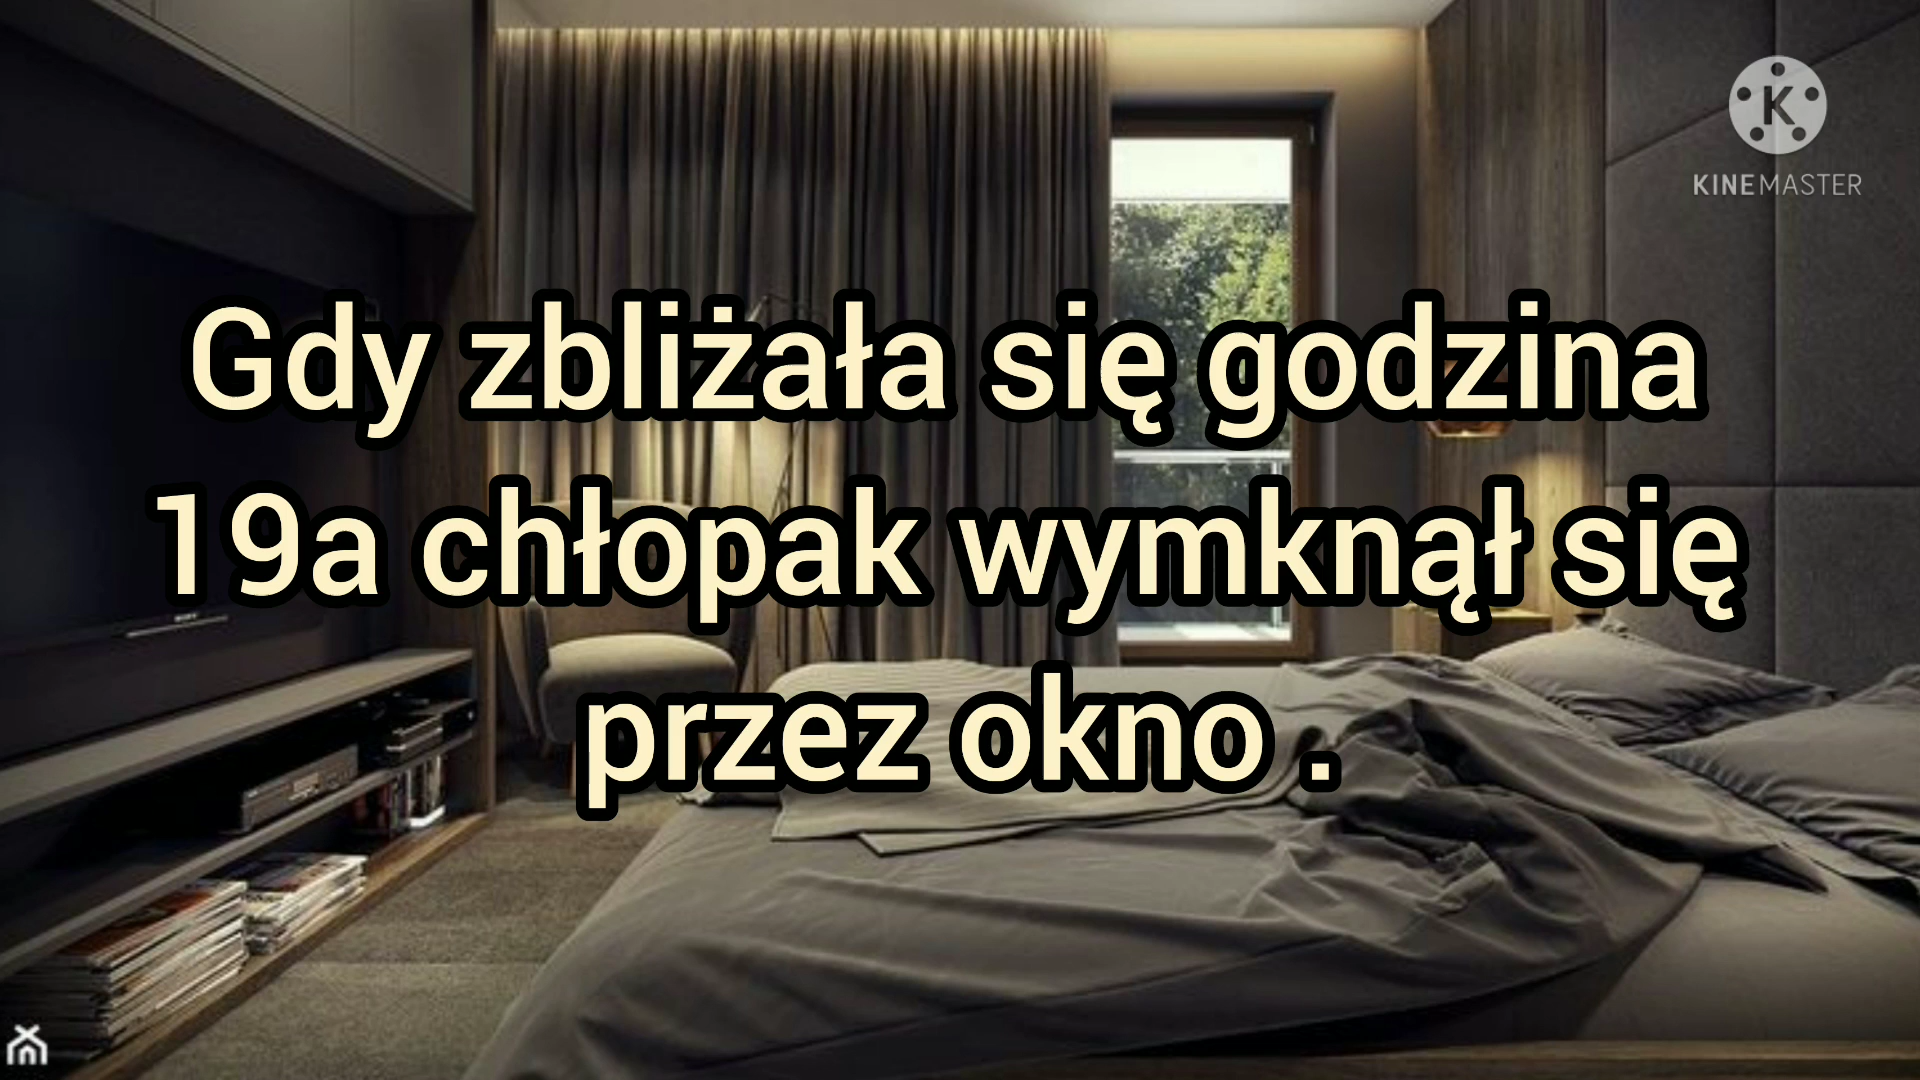 KINEMASTER
Gdy zbliżała się godzina
19a chłopak wymknął się
przez okno .